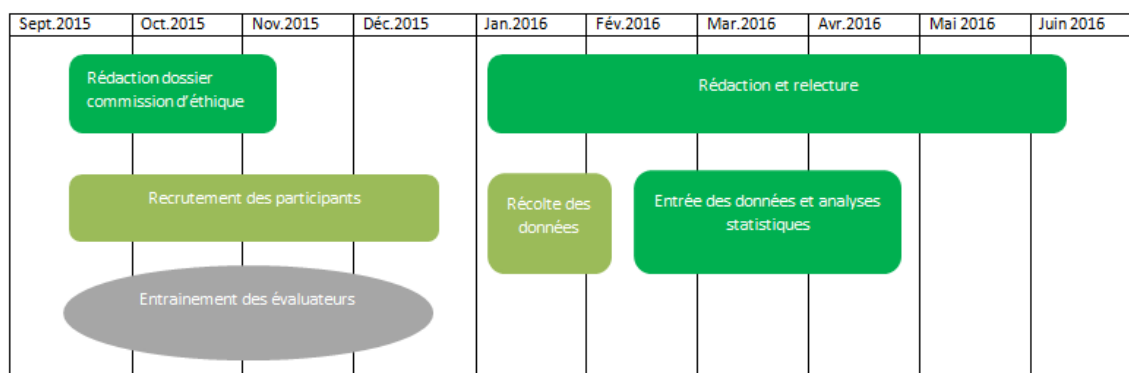 Sept.2015 Oct.2015 Nov.2015 Déc.2015 Jan.2016 Fév.2016 Mar.2016 Avr.2016 Mai 2016 Juin 2016
Rédaction dossier
commission d'éthique
Rédaction et relecture
Recrutement des participants
Récolte des
données
Entrée des données et analyses
statistiques
Entrainement des évaluateurs